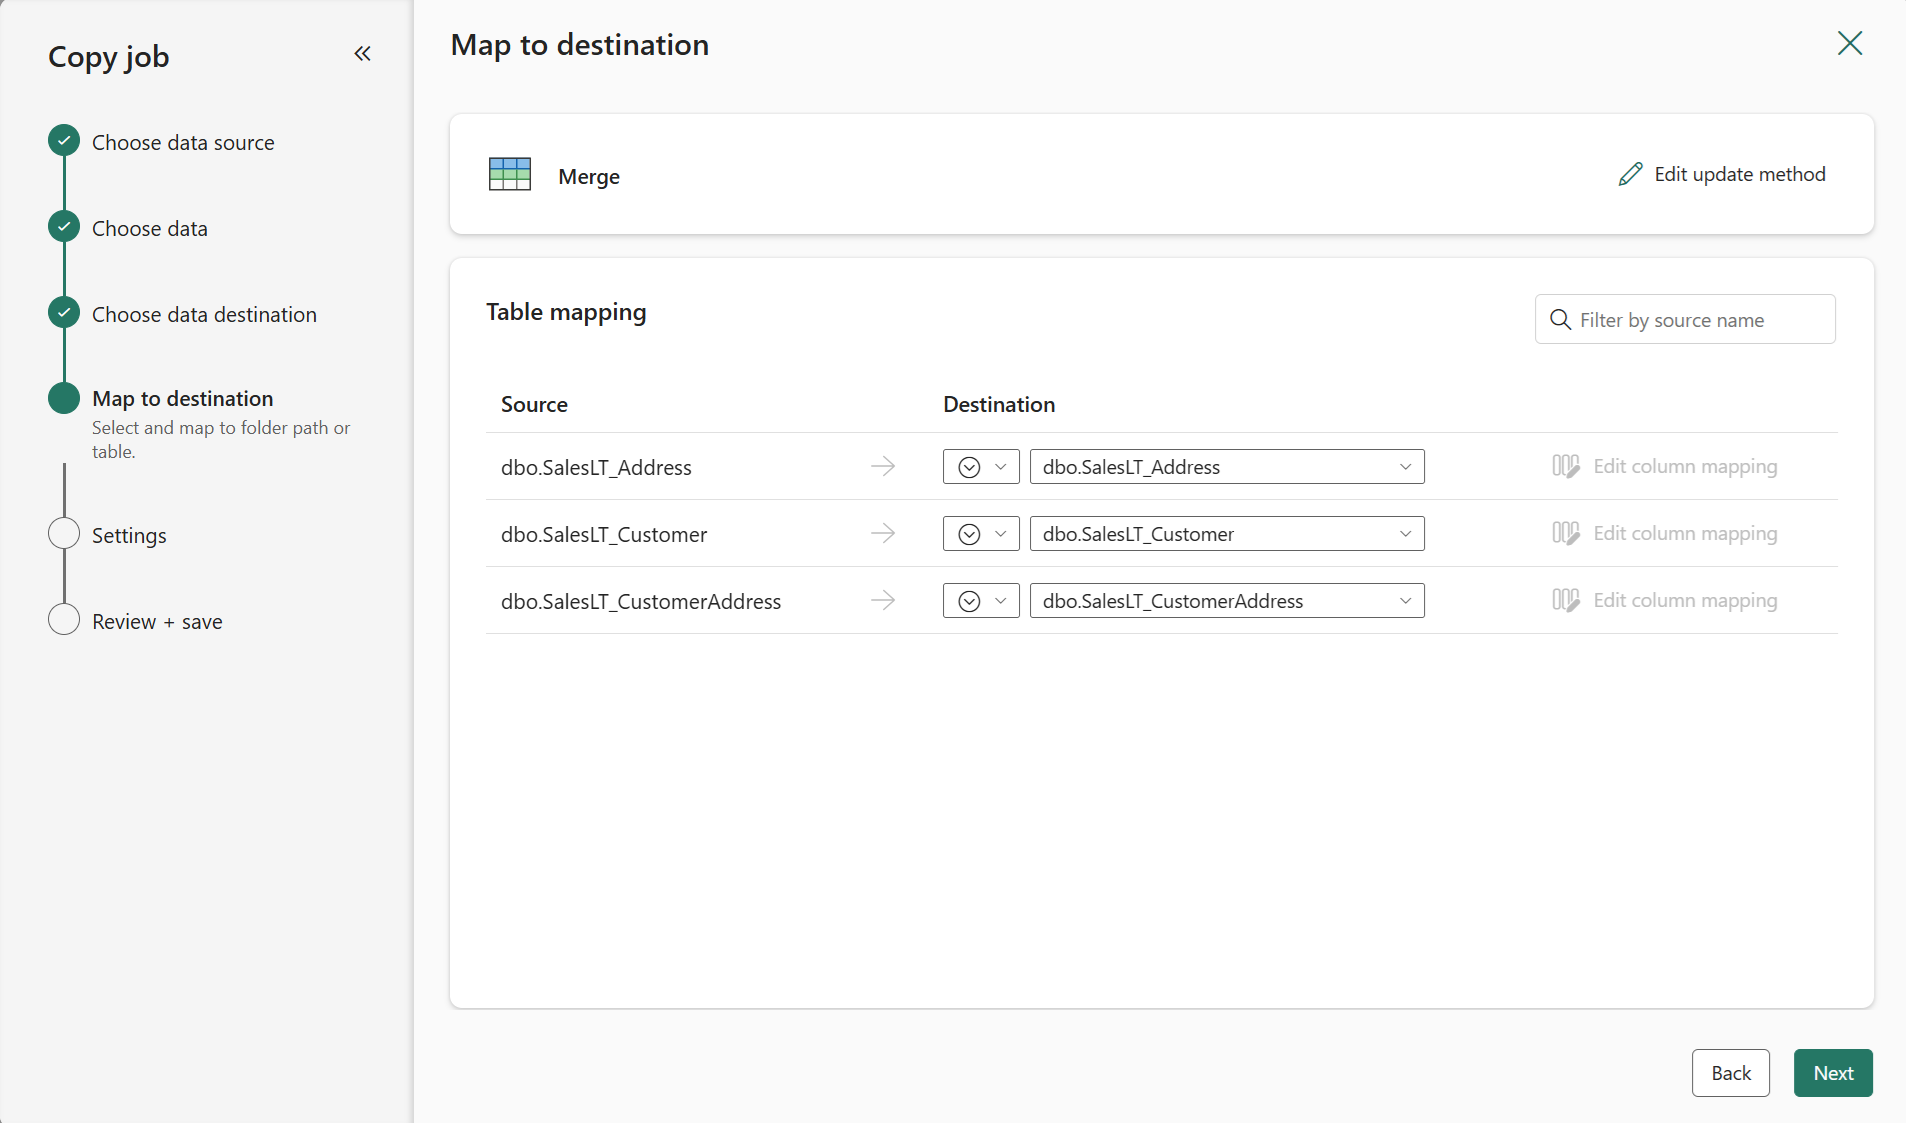 Copy job
Choose data source
Choose data
Choose data destination
Map to destination
Select and map to folder path or
table.
Settings
Review + save
Map to destination
Merge
Edit update method
Table mapping
Filter by source name
Source
Destination
dbo.SalesLT_Address
dbo.SalesLT_Address
Edit column mapping
dbo.SalesLT_Customer
dbo.SalesLT_Customer
Edit column mapping
dbo.SalesLT_CustomerAddress
dbo.SalesLT_CustomerAddress
Edit column mapping
Back
Next